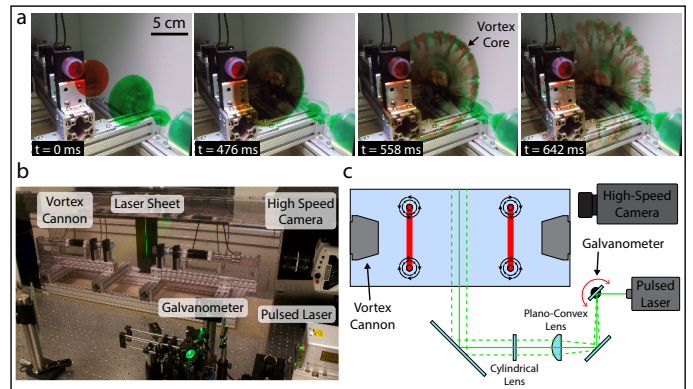 a
5 cm
Vortex
Core
t = 0 ms
t = 476 ms
t = 558 ms
t = 642 ms
b
Vortex
Cannon
Laser Sheet
High Speed
Camera
Galvanometer
Pulsed Laser
c
High-Speed
Camera
Galvanometer
Pulsed
Laser
Vortex
Cannon
Plano-Convex
Lens
Cylindrical
Lens